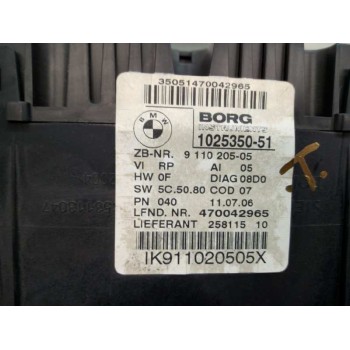 35051470042965
BMW
BORG
1025350-51
ZB-NR. 9 110 205-05
VI RP AI 05
HW 0F DIAG 08D0
SW 5C.50.80 COD 07
PN 040 11.07.06
LFND. NR. 470042965
LIEFERANT 258115 10
IK911020505X
T.